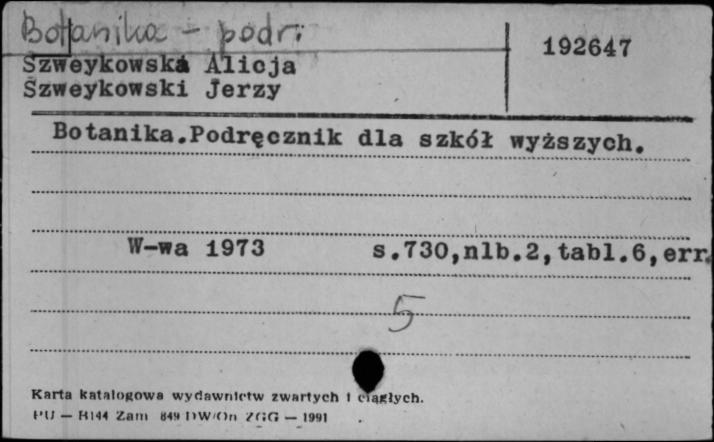 Botanika - podr:
192647
Szweykowska Alicja
Szweykowski Jerzy
Botanika.Podręcznik dla szkół wyższych.
W-wa 1973 s.730,nlb.2,tabl.6,err.
5
Karta katalogowa wydawnictw zwartych i ciągłych.
PU — H144 Zam 849 DW/On ZGG — 1991